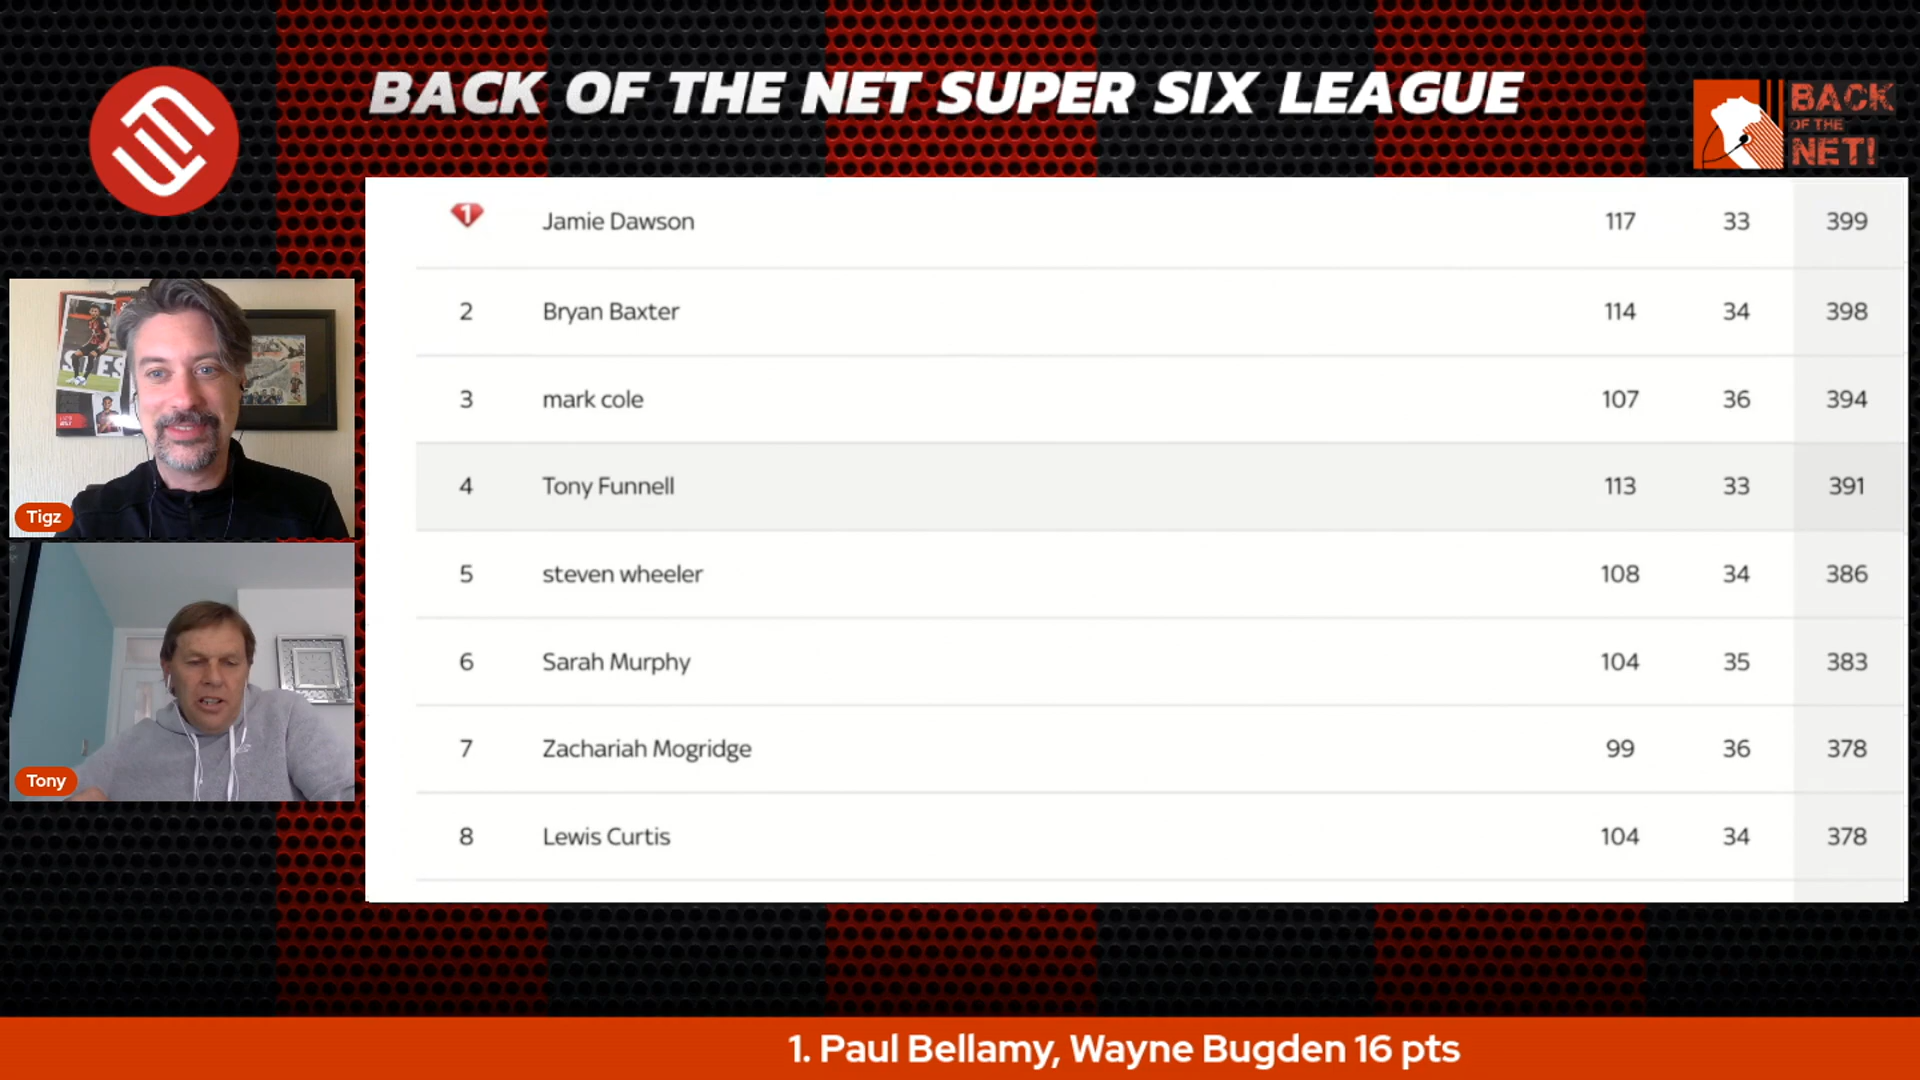 BACK OF THE NET SUPER SIX LEAGUE
BACK
OF THE
NET!
1 Jamie Dawson 117 33 399
2 Bryan Baxter 114 34 398
3 mark cole 107 36 394
4 Tony Funnell 113 33 391
5 steven wheeler 108 34 386
6 Sarah Murphy 104 35 383
7 Zachariah Mogridge 99 36 378
8 Lewis Curtis 104 34 378
Tigz
Tony
1. Paul Bellamy, Wayne Bugden 16 pts